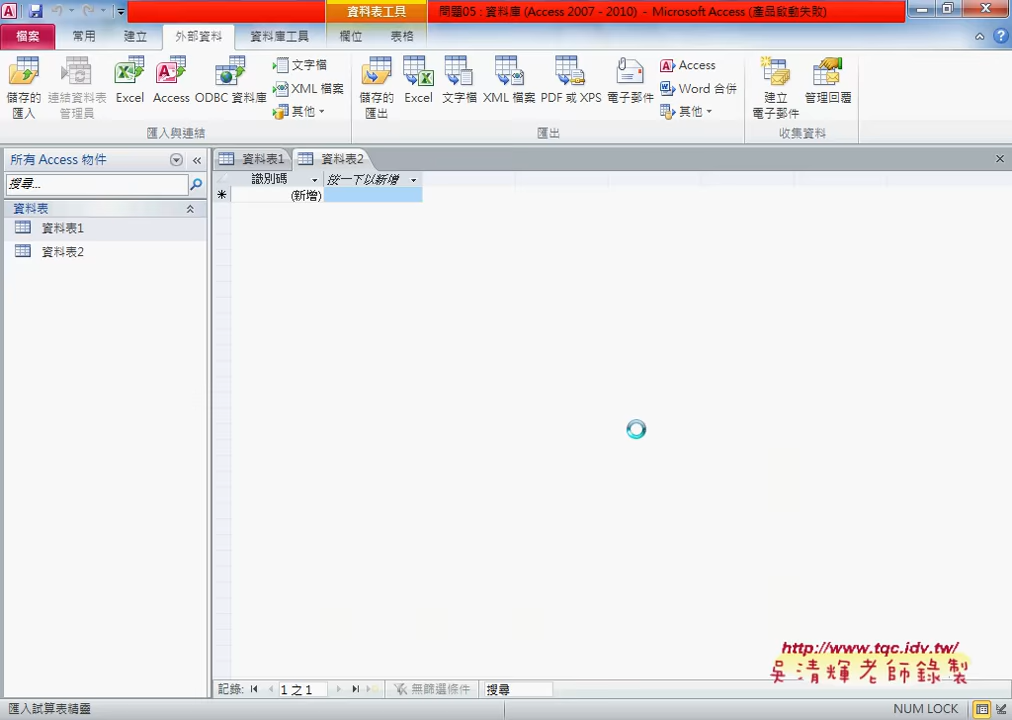 資料表工具
問題05 : 資料庫 (Access 2007 - 2010) - Microsoft Access (產品啟動失敗)
檔案 常用 建立 外部資料 資料庫工具 欄位 表格
儲存的匯入 連結資料表管理員 Excel Access ODBC 資料庫 文字檔 XML 檔案 其他
儲存的匯出 Excel 文字檔 XML 檔案 PDF 或 XPS 電子郵件 Access Word 合併 其他
建立電子郵件 管理回覆
匯入與連結 匯出 收集資料
所有 Access 物件
搜尋...
資料表
資料表1
資料表2
資料表1 資料表2
識別碼 按一下以新增
(新增)
http://www.tqc.idv.tw/
吳清輝老師錄製
記錄: 1 之 1 無篩選條件 搜尋
匯入試算表精靈 NUM LOCK